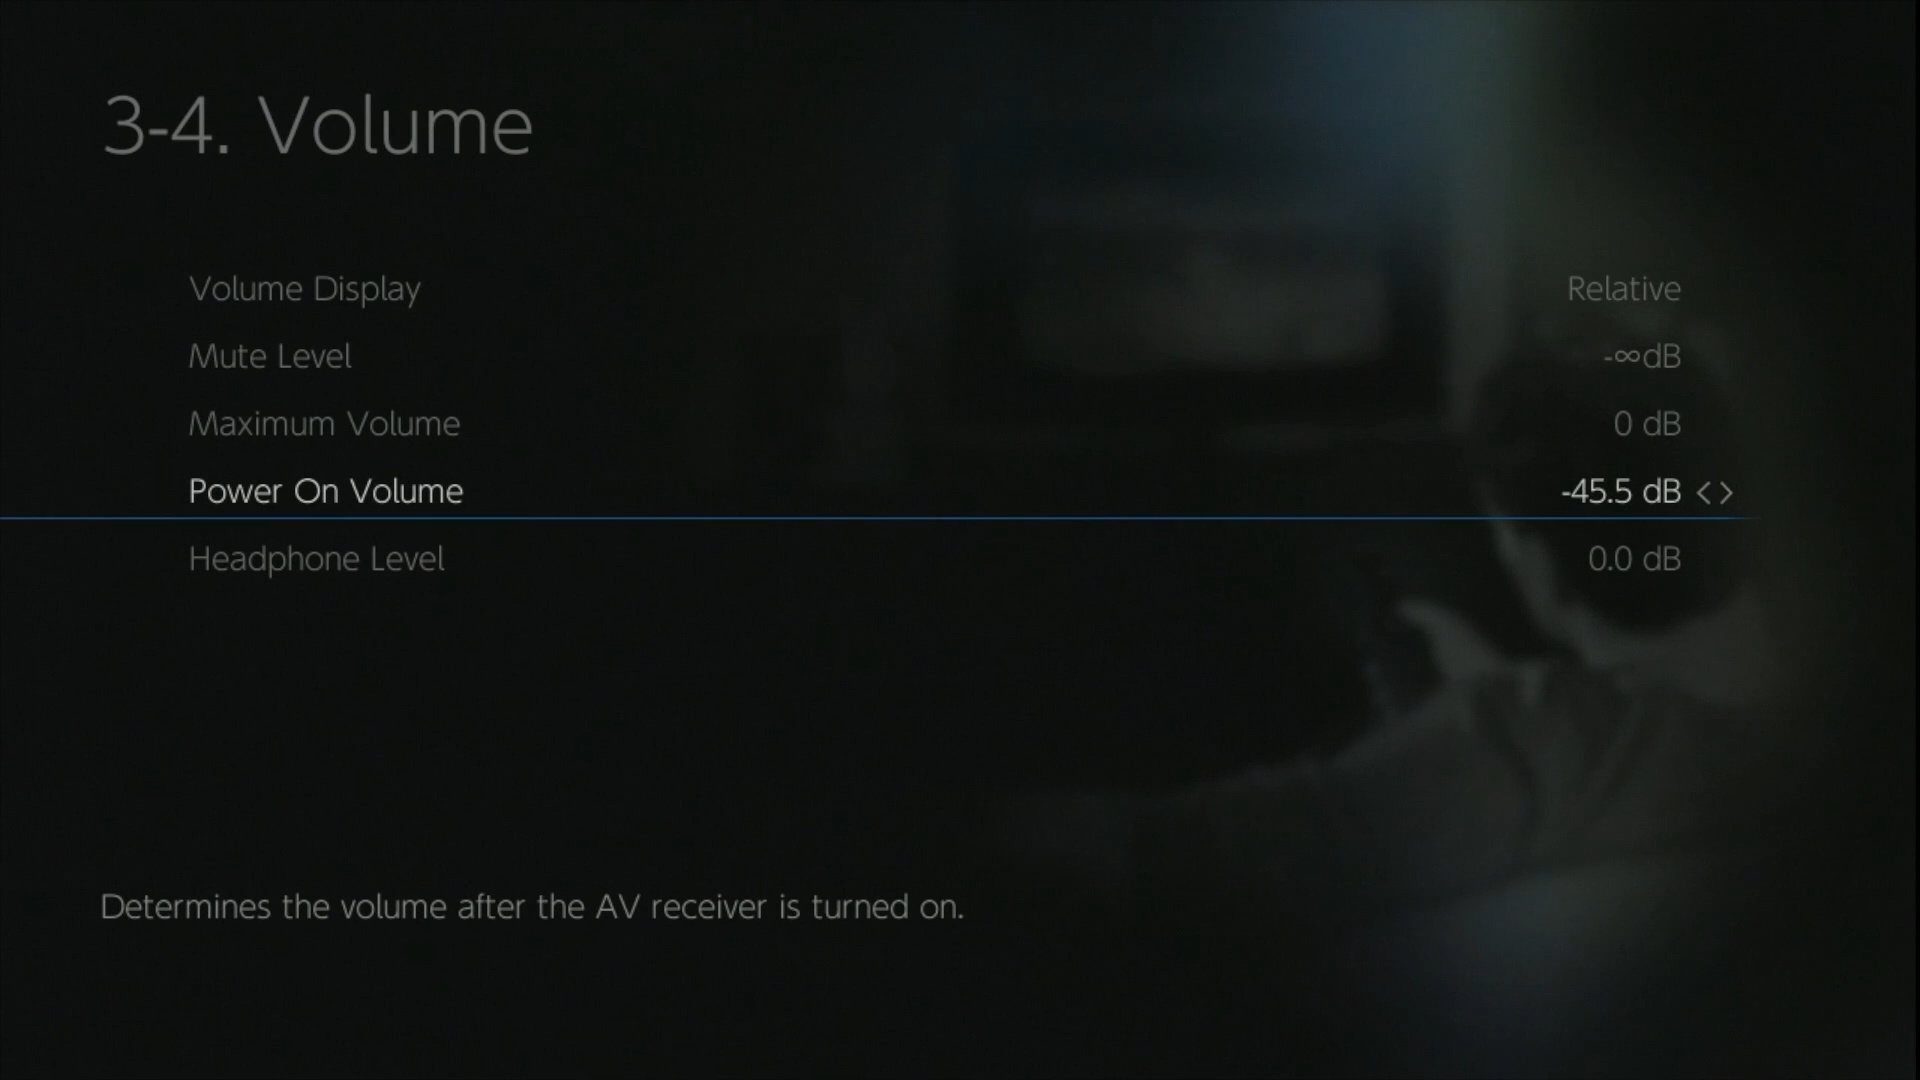 3-4. Volume
Volume Display Relative
Mute Level -∞dB
Maximum Volume 0 dB
Power On Volume -45.5 dB < >
Headphone Level 0.0 dB
Determines the volume after the AV receiver is turned on.